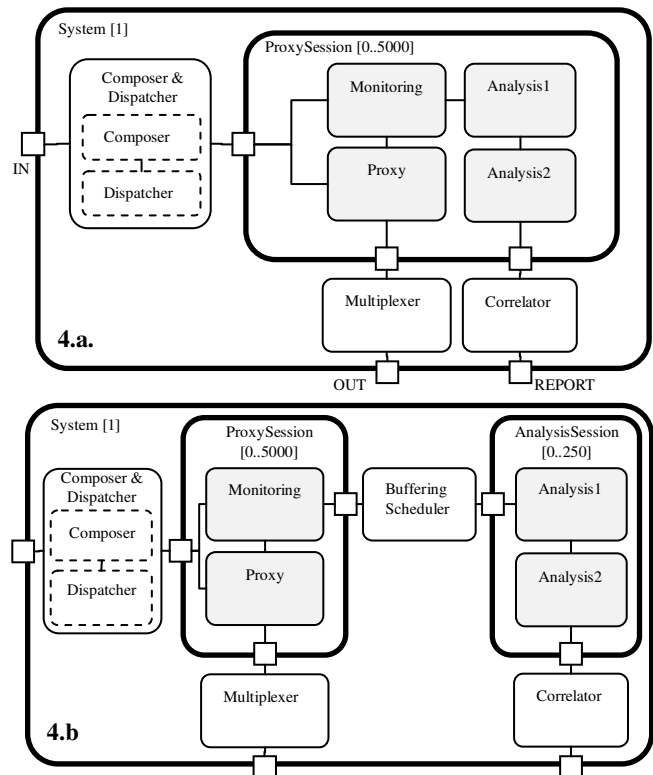 System [1]
ProxySession [0..5000]
Composer &
Dispatcher
Composer
Dispatcher
Monitoring
Analysis1
Proxy
Analysis2
IN
Multiplexer
Correlator
4.a.
OUT
REPORT
System [1]
ProxySession
[0..5000]
AnalysisSession
[0..250]
Composer &
Dispatcher
Composer
Dispatcher
Monitoring
Buffering
Scheduler
Analysis1
Proxy
Analysis2
Multiplexer
Correlator
4.b